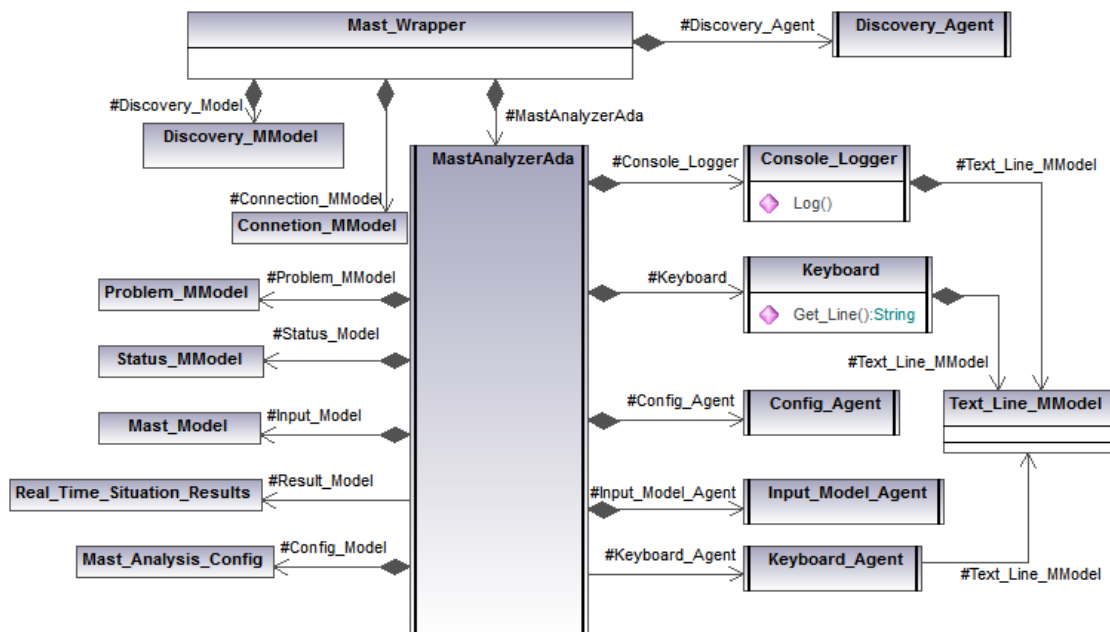 Mast_Wrapper
#Discovery_Agent
Discovery_Agent
#Discovery_Model
Discovery_MModel
#MastAnalyzerAda
#Connection_MModel
Connetion_MModel
MastAnalyzerAda
#Console_Logger
Console_Logger
Log()
#Text_Line_MModel
#Problem_MModel
Problem_MModel
#Keyboard
Keyboard
Get_Line():String
#Status_Model
Status_MModel
#Text_Line_MModel
#Input_Model
Mast_Model
#Config_Agent
Config_Agent
Text_Line_MModel
#Result_Model
Real_Time_Situation_Results
#Input_Model_Agent
Input_Model_Agent
#Config_Model
Mast_Analysis_Config
#Keyboard_Agent
Keyboard_Agent
#Text_Line_MModel